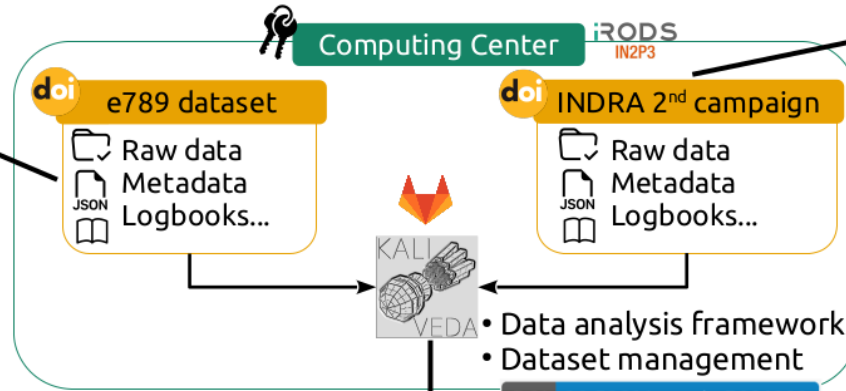 Computing Center
iRODS
IN2P3
doi
e789 dataset
Raw data
Metadata
JSON
Logbooks...
doi
INDRA 2nd campaign
Raw data
Metadata
JSON
Logbooks...
KALI
VEDA
• Data analysis framework
• Dataset management